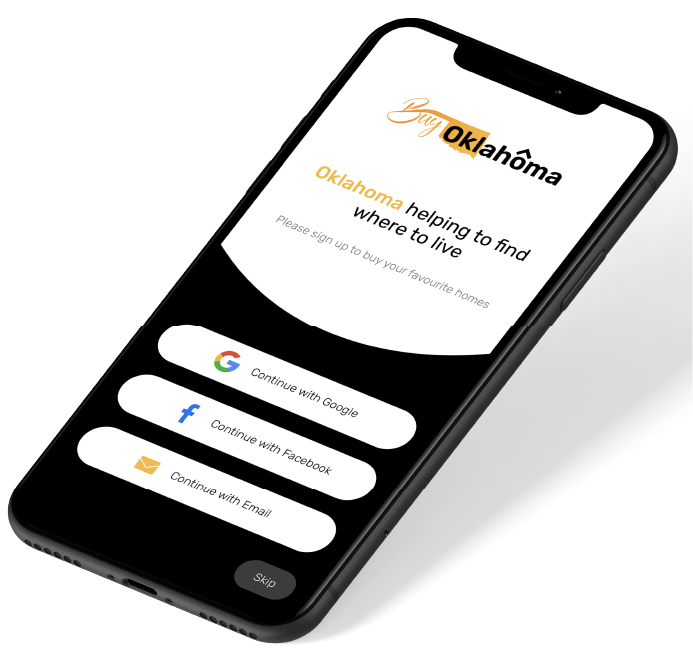 Buy Oklahoma
Oklahoma helping to find
where to live
Please sign up to buy your favourite homes
Continue with Google
Continue with Facebook
Continue with Email
Skip